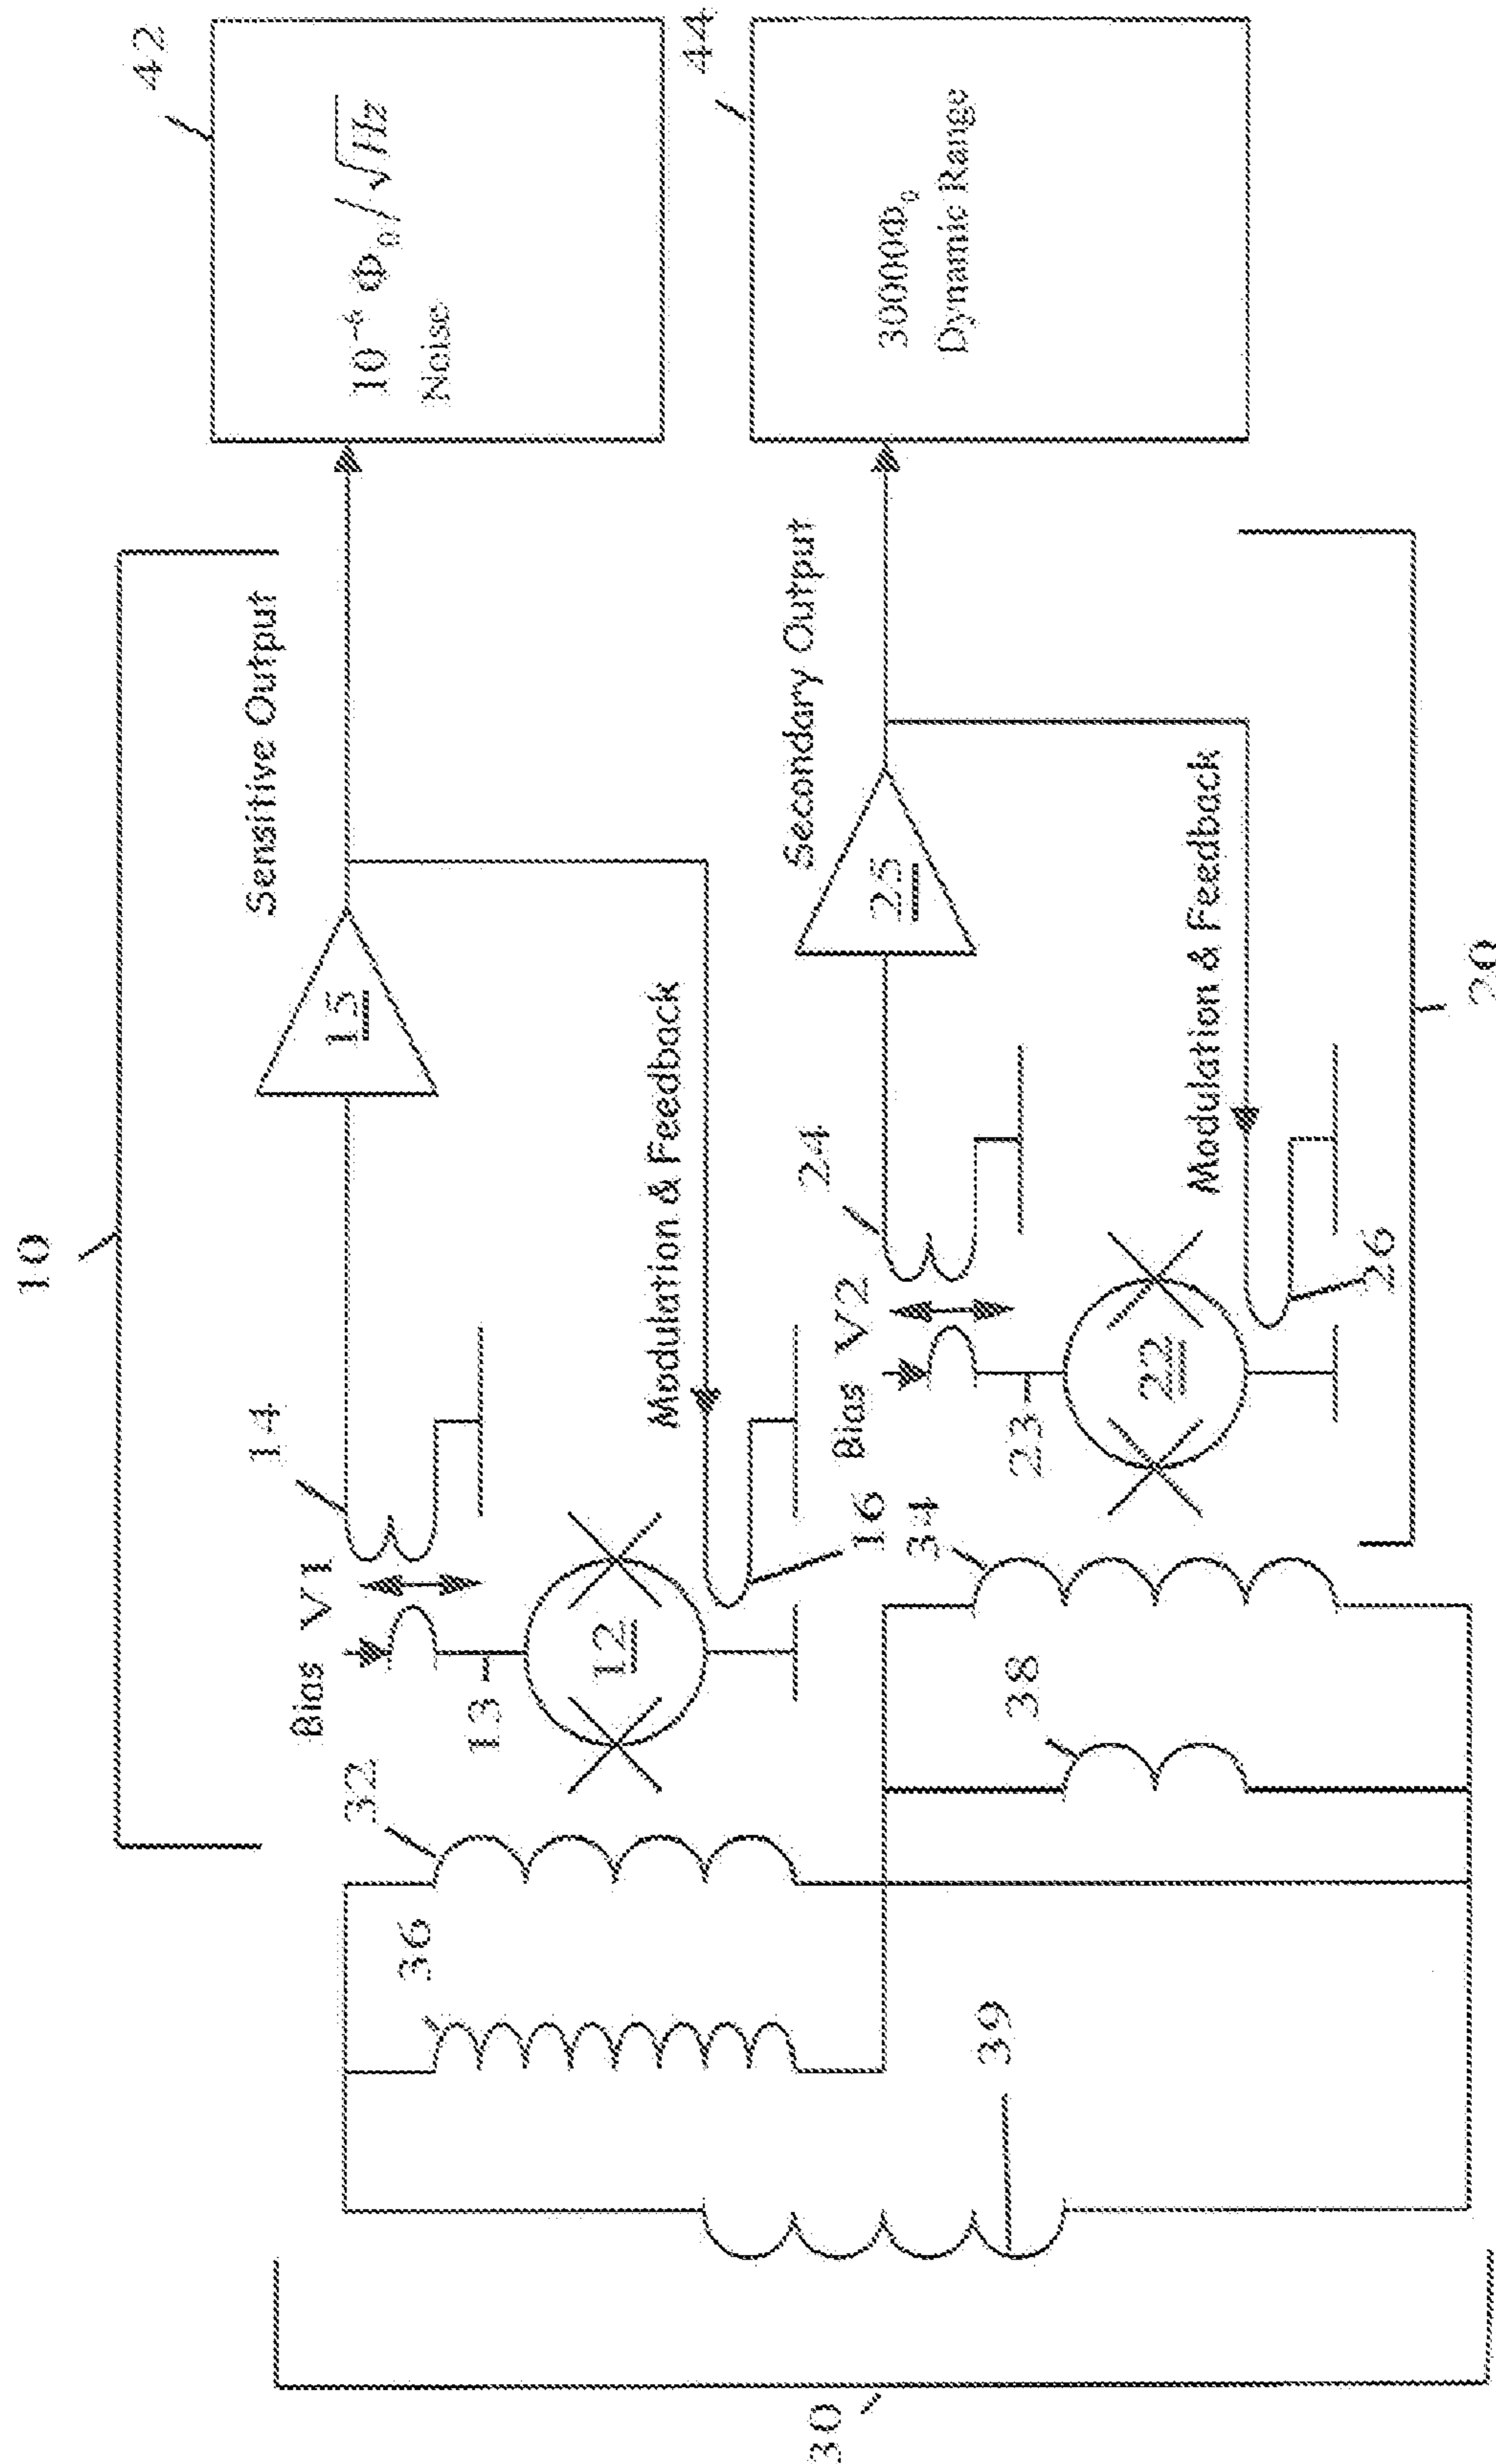 10
Sensitive Output
42
10⁻⁶ Φ₀/√Hz
Noise
15
14
Bias V1
13
12
Modulation & Feedback
16
32
36
30
39
44
30000Φ₀
Dynamic Range
Secondary Output
25
24
Bias V2
23
22
Modulation & Feedback
26
34
38
20